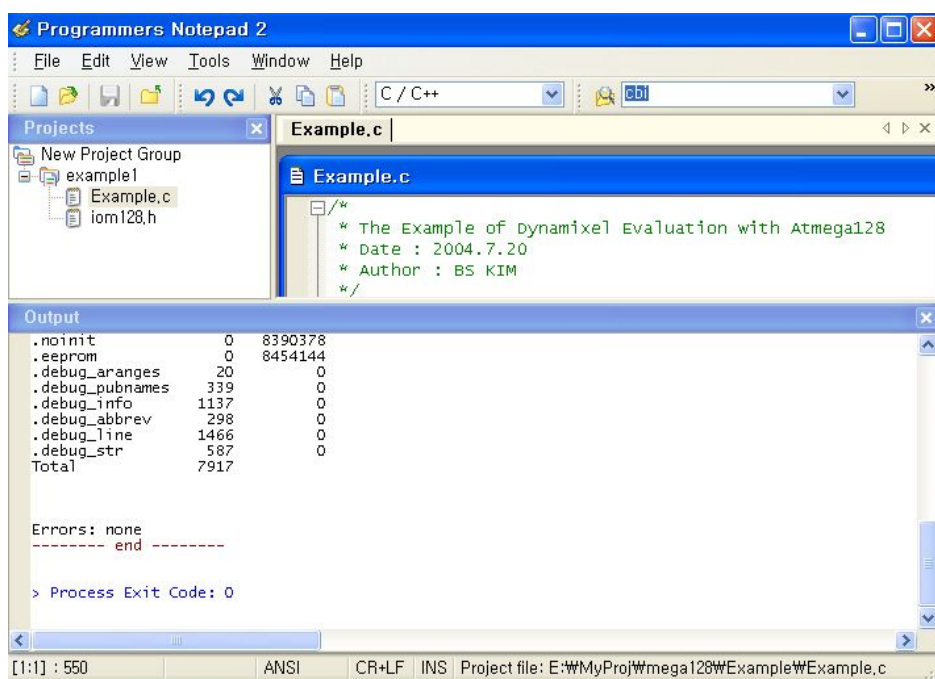 Programmers Notepad 2
File Edit View Tools Window Help
C / C++
cbi
Projects
Example.c
New Project Group
example1
Example.c
iom128.h
Example.c
/*
* The Example of Dynamixel Evaluation with Atmega128
* Date : 2004.7.20
* Author : BS KIM
*/
Output
.noinit 0 8390378
.eeprom 0 8454144
.debug_aranges 20 0
.debug_pubnames 339 0
.debug_info 1137 0
.debug_abbrev 298 0
.debug_line 1466 0
.debug_str 587 0
Total 7917
Errors: none
-------- end --------
> Process Exit Code: 0
[1:1] : 550 ANSI CR+LF INS Project file: E:₩MyProj₩mega128₩Example₩Example.c